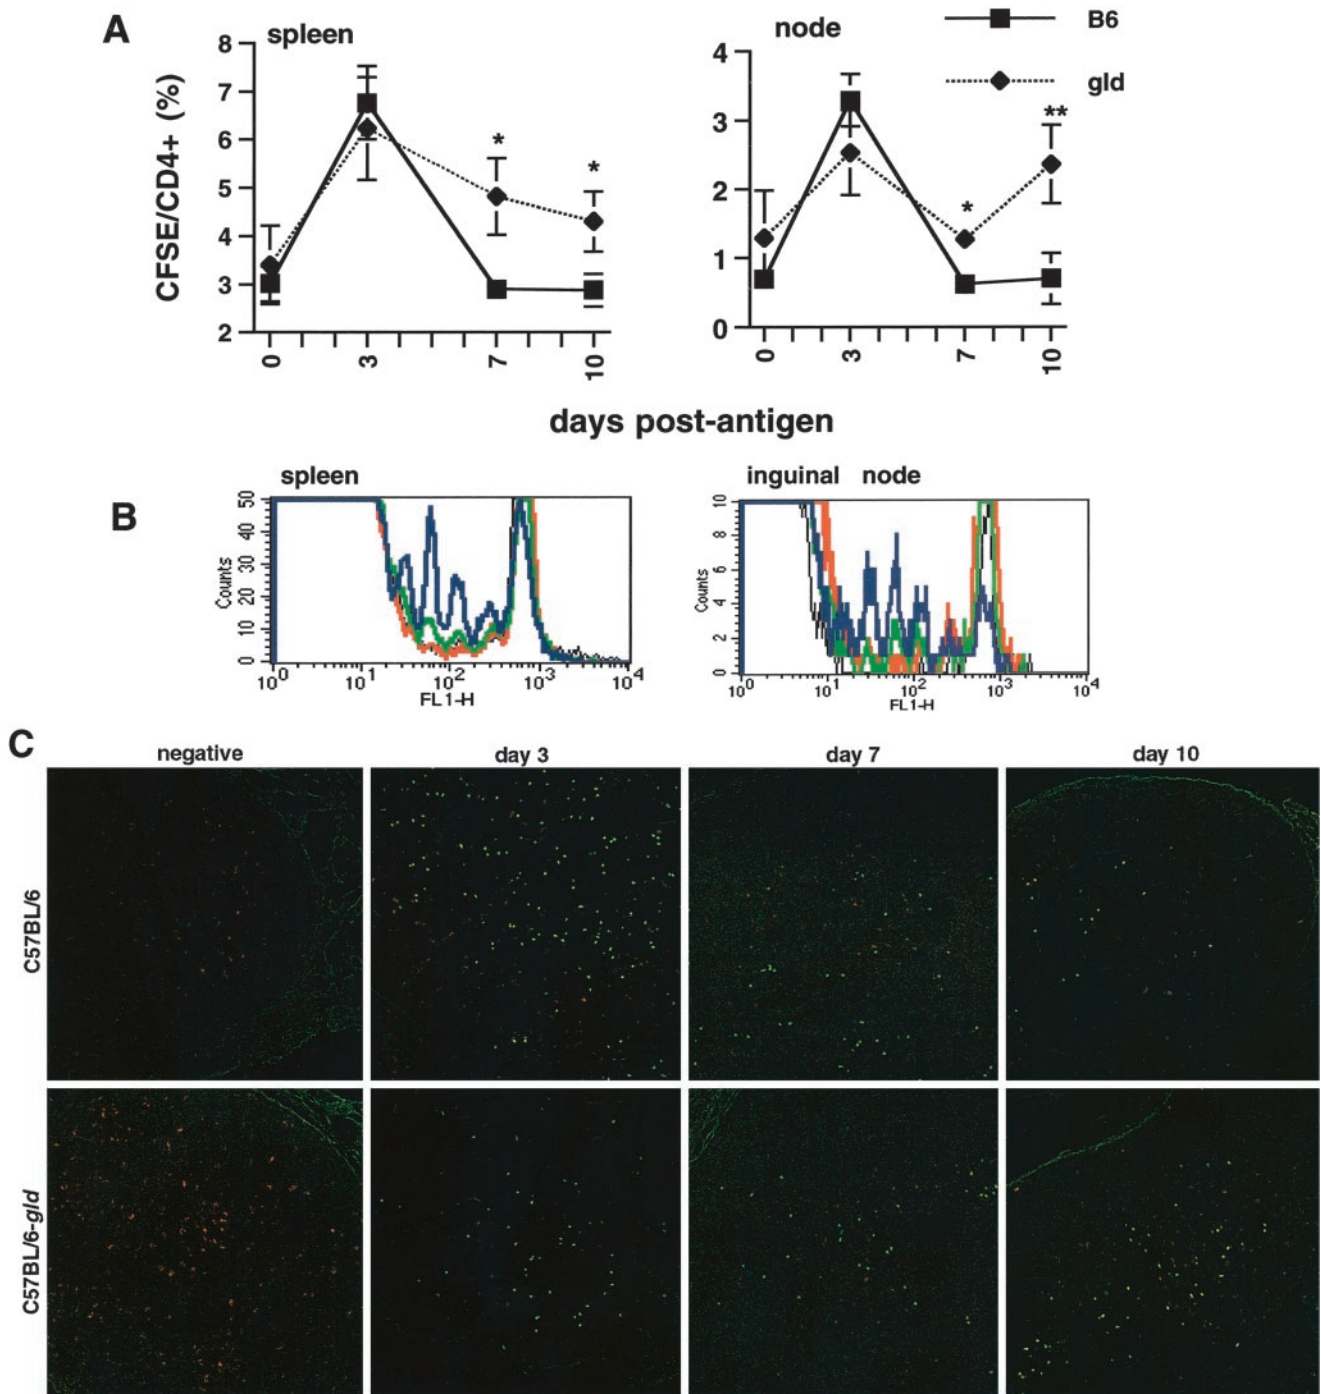 A
spleen
node
B6
gld
CFSE/CD4+ (%)
8
7
6
5
4
3
2
* *
0 3 7 10
4
3
2
1
0
* **
0 3 7 10
days post-antigen
B
spleen
inguinal node
Counts
50
40
30
20
10
0
10^0 10^1 10^2 10^3 10^4
FL1-H
Counts
10
8
6
4
2
0
10^0 10^1 10^2 10^3 10^4
FL1-H
C
negative day 3 day 7 day 10
C57BL/6
C57BL/6-gld